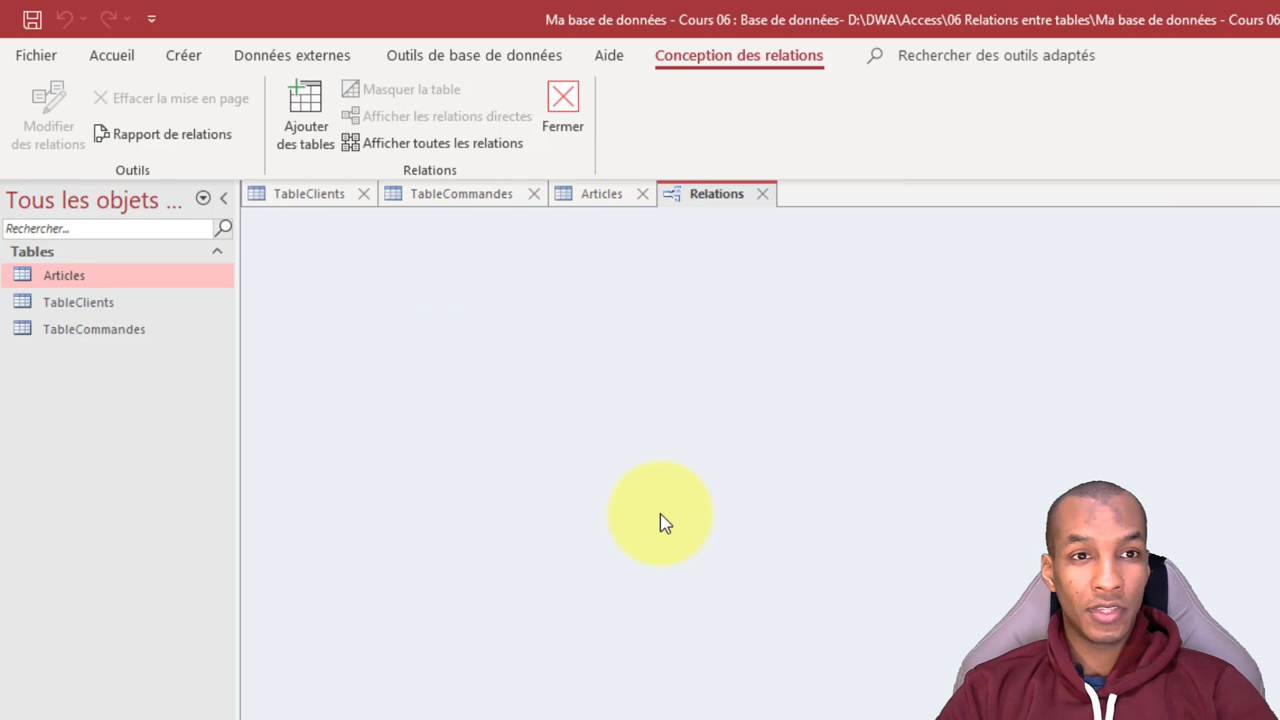 Ma base de données - Cours 06 : Base de données- D:\DWA\Access\06 Relations entre tables\Ma base de données - Cours 06
Fichier Accueil Créer Données externes Outils de base de données Aide Conception des relations Rechercher des outils adaptés
Modifier
des relations
Effacer la mise en page
Rapport de relations
Outils
Ajouter
des tables
Masquer la table
Afficher les relations directes
Afficher toutes les relations
Relations
Fermer
Tous les objets ...
Rechercher...
Tables
Articles
TableClients
TableCommandes
TableClients TableCommandes Articles Relations